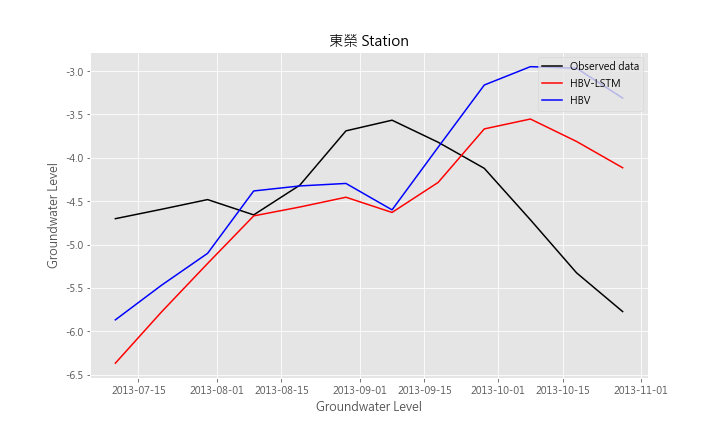 東榮 Station
Observed data
HBV-LSTM
HBV
Groundwater Level
-3.0
-3.5
-4.0
-4.5
-5.0
-5.5
-6.0
-6.5
2013-07-15
2013-08-01
2013-08-15
2013-09-01
2013-09-15
2013-10-01
2013-10-15
2013-11-01
Groundwater Level